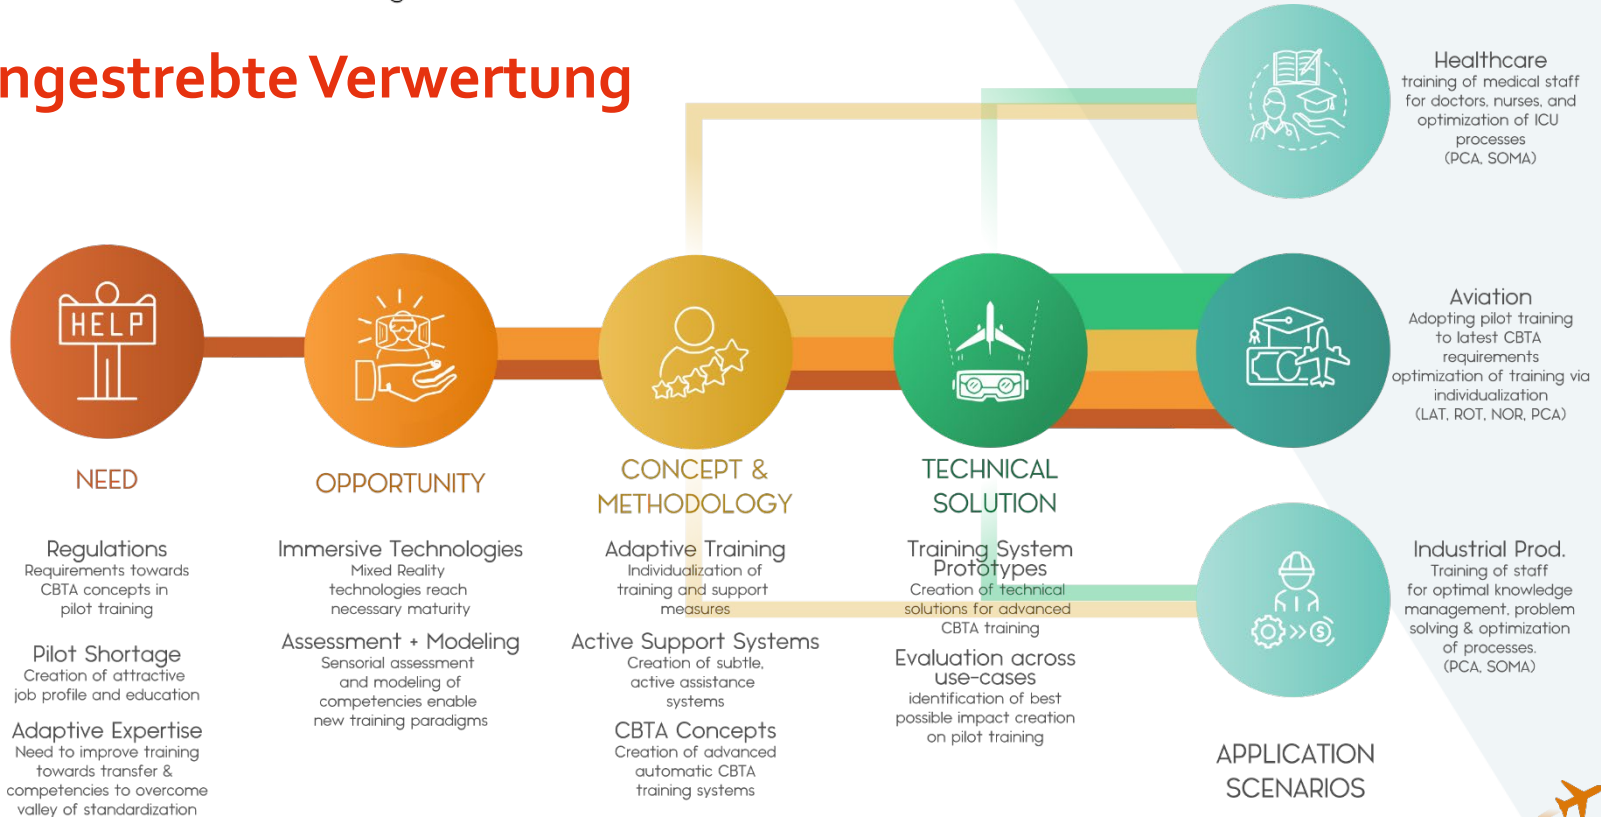 ngestrebte Verwertung
HELP
NEED
Regulations
Requirements towards
CBTA concepts in
pilot training
Pilot Shortage
Creation of attractive
job profile and education
Adaptive Expertise
Need to improve training
towards transfer &
competencies to overcome
valley of standardization
OPPORTUNITY
Immersive Technologies
Mixed Reality
technologies reach
necessary maturity
Assessment + Modeling
Sensorial assessment
and modeling of
competencies enable
new training paradigms
CONCEPT &
METHODOLOGY
Adaptive Training
Individualization of
training and support
measures
Active Support Systems
Creation of subtle,
active assistance
systems
CBTA Concepts
Creation of advanced
automatic CBTA
training systems
TECHNICAL
SOLUTION
Training System
Prototypes
Creation of technical
solutions for advanced
CBTA training
Evaluation across
use-cases
identification of best
possible impact creation
on pilot training
Healthcare
training of medical staff
for doctors, nurses, and
optimization of ICU
processes
(PCA, SOMA)
Aviation
Adopting pilot training
to latest CBTA
requirements
optimization of training via
individualization
(LAT, ROT, NOR, PCA)
Industrial Prod.
Training of staff
for optimal knowledge
management, problem
solving & optimization
of processes.
(PCA, SOMA)
APPLICATION
SCENARIOS